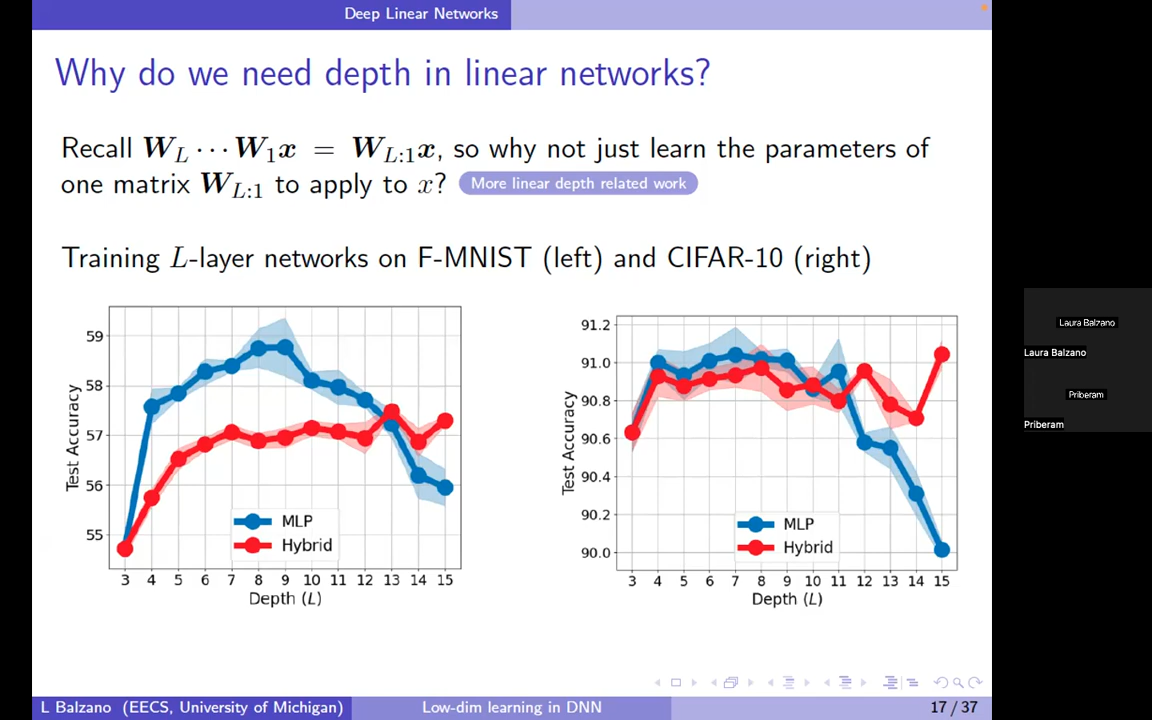 Deep Linear Networks
Why do we need depth in linear networks?
Recall W_L ··· W_1x = W_{L:1}x, so why not just learn the parameters of
one matrix W_{L:1} to apply to x? More linear depth related work
Training L-layer networks on F-MNIST (left) and CIFAR-10 (right)
59
58
57
56
55
Test Accuracy
MLP
Hybrid
3 4 5 6 7 8 9 10 11 12 13 14 15
Depth (L)
91.2
91.0
90.8
90.6
90.4
90.2
90.0
Test Accuracy
MLP
Hybrid
3 4 5 6 7 8 9 10 11 12 13 14 15
Depth (L)
Laura Balzano
Laura Balzano
Priberam
Priberam
L Balzano (EECS, University of Michigan) Low-dim learning in DNN 17 / 37